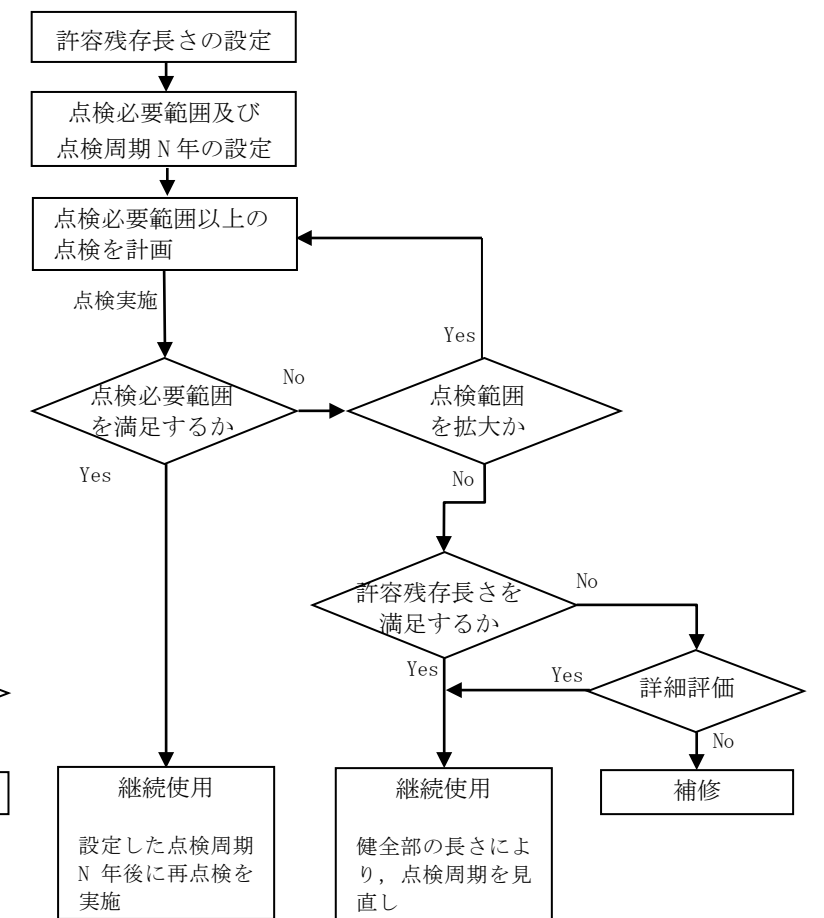 許容残存長さの設定
点検必要範囲及び
点検周期N年の設定
点検必要範囲以上の
点検を計画
点検実施
Yes
点検必要範囲
を満足するか
No
点検範囲
を拡大か
Yes
No
許容残存長さを
満足するか
No
Yes
Yes
詳細評価
No
継続使用
設定した点検周期
N 年後に再点検を
実施
継続使用
健全部の長さによ
り，点検周期を見
直し
補修